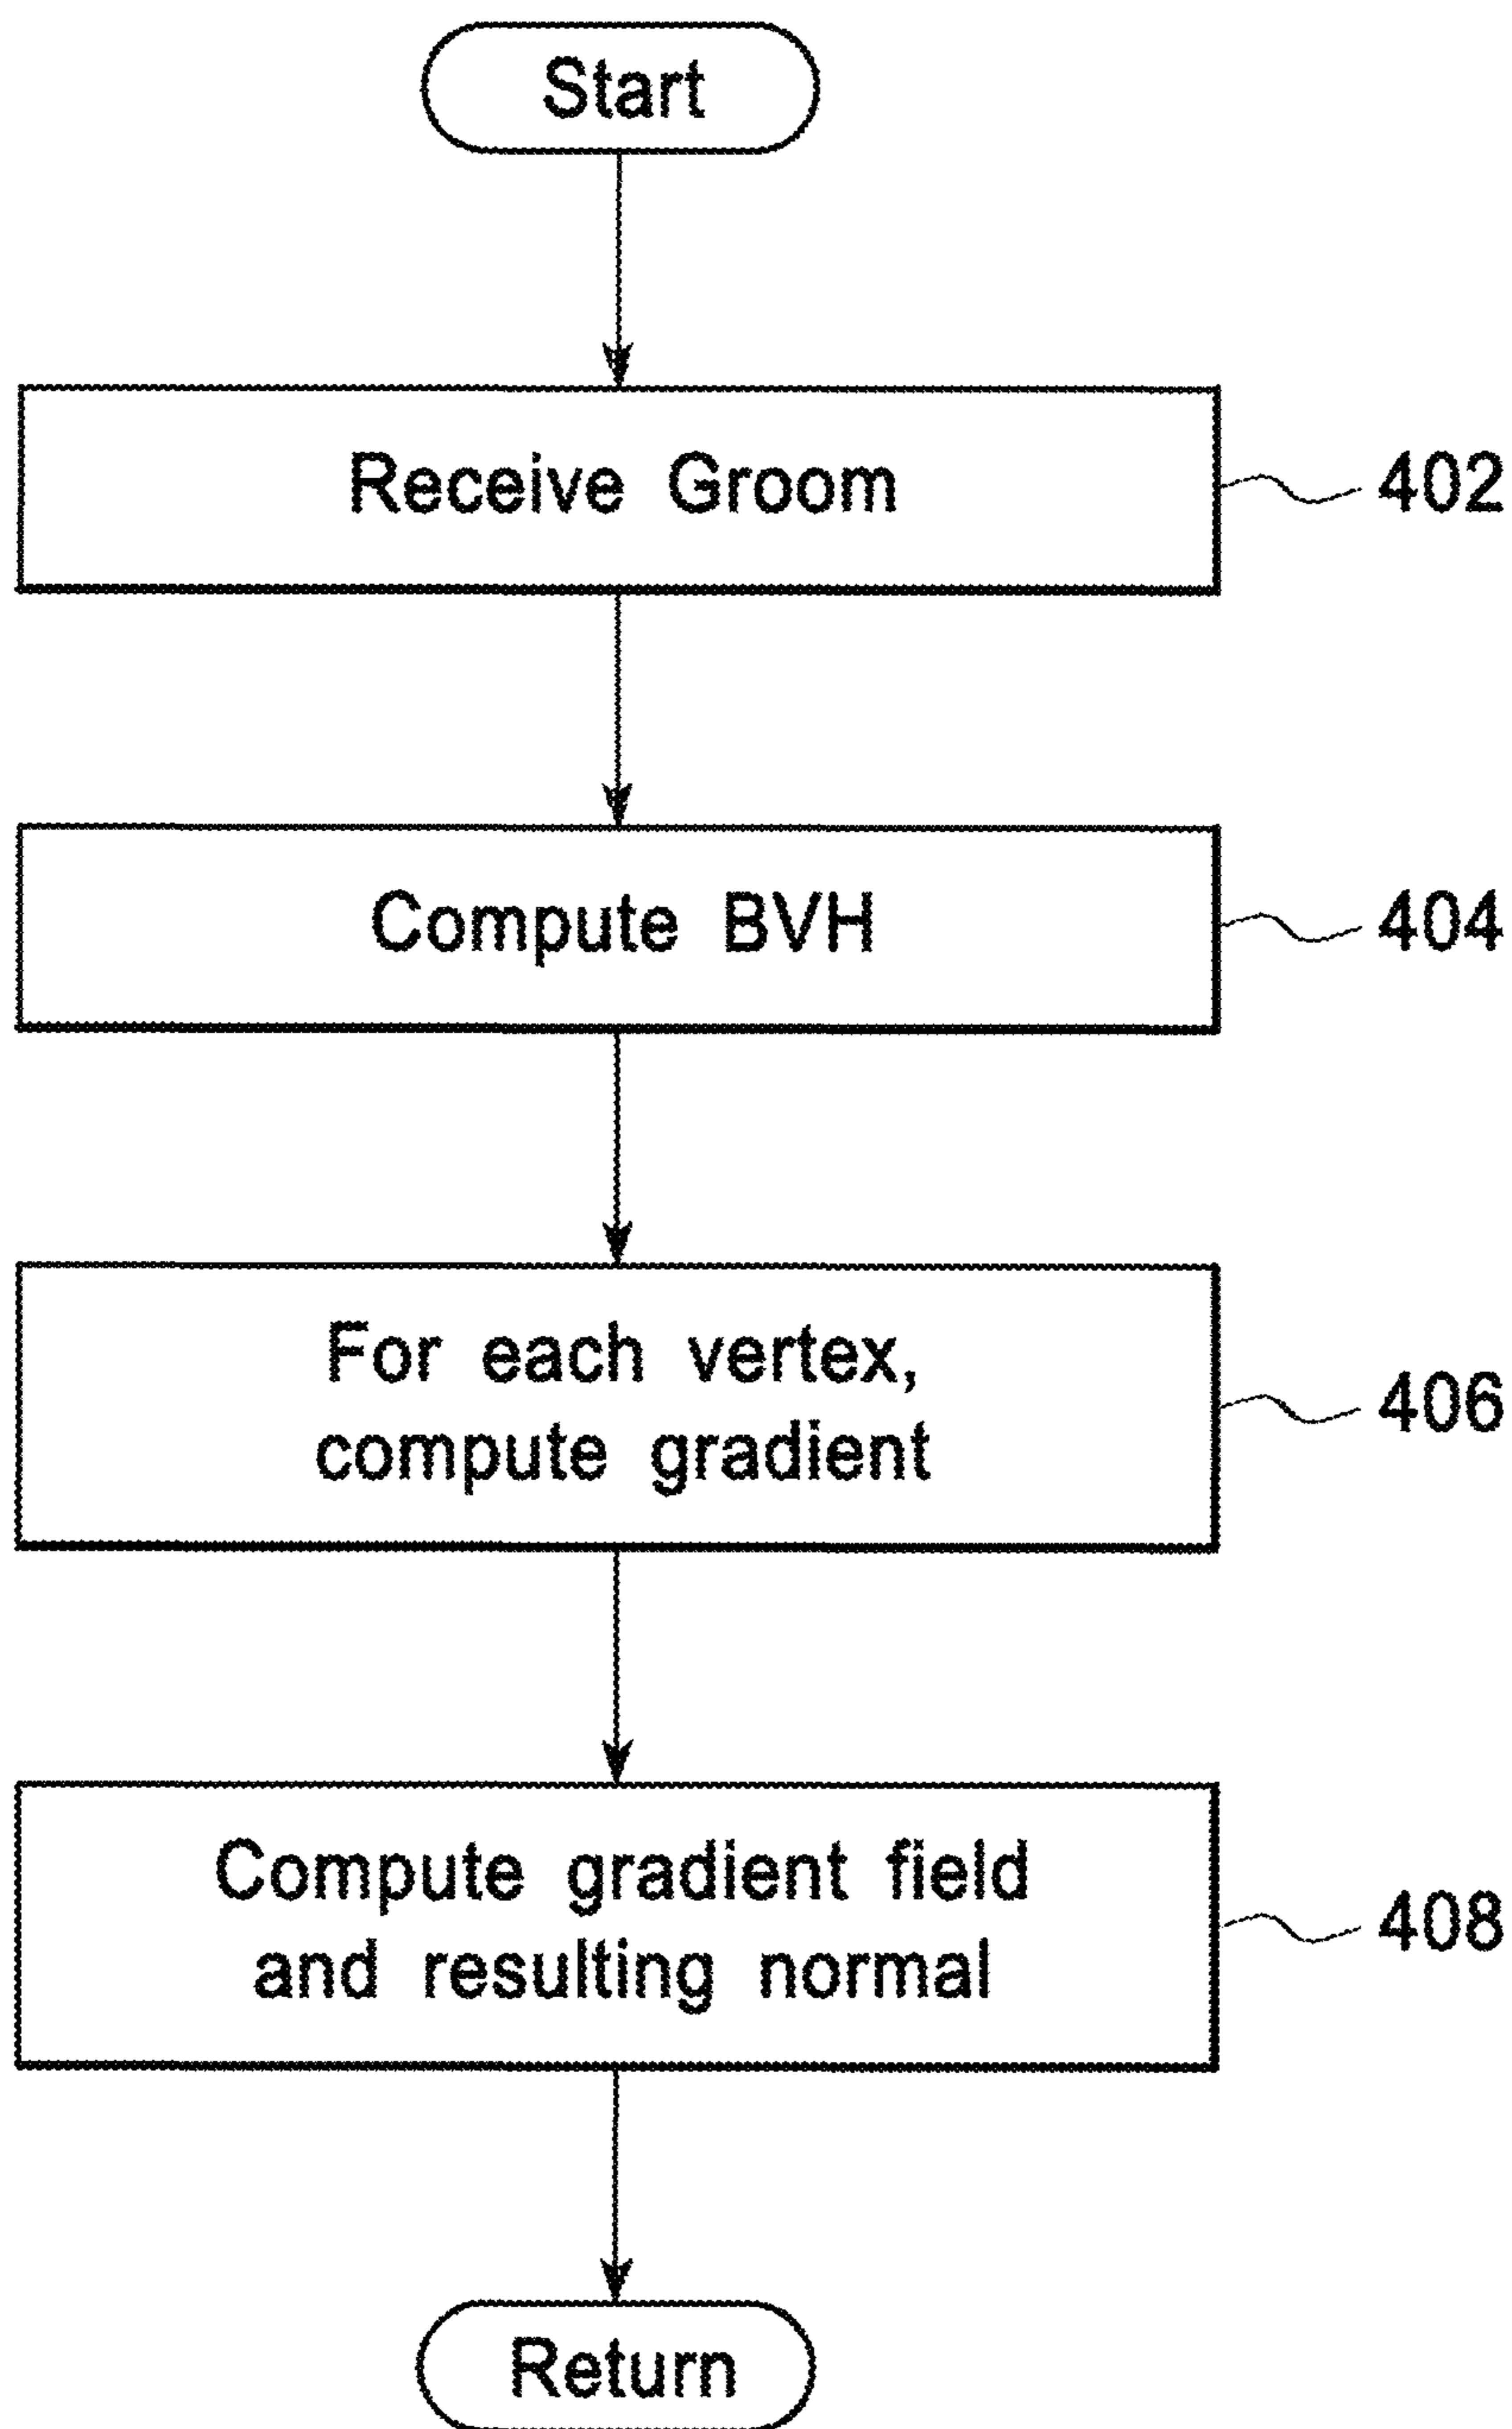 Start
Receive Groom
402
Compute BVH
404
For each vertex,
compute gradient
406
Compute gradient field
and resulting normal
408
Return